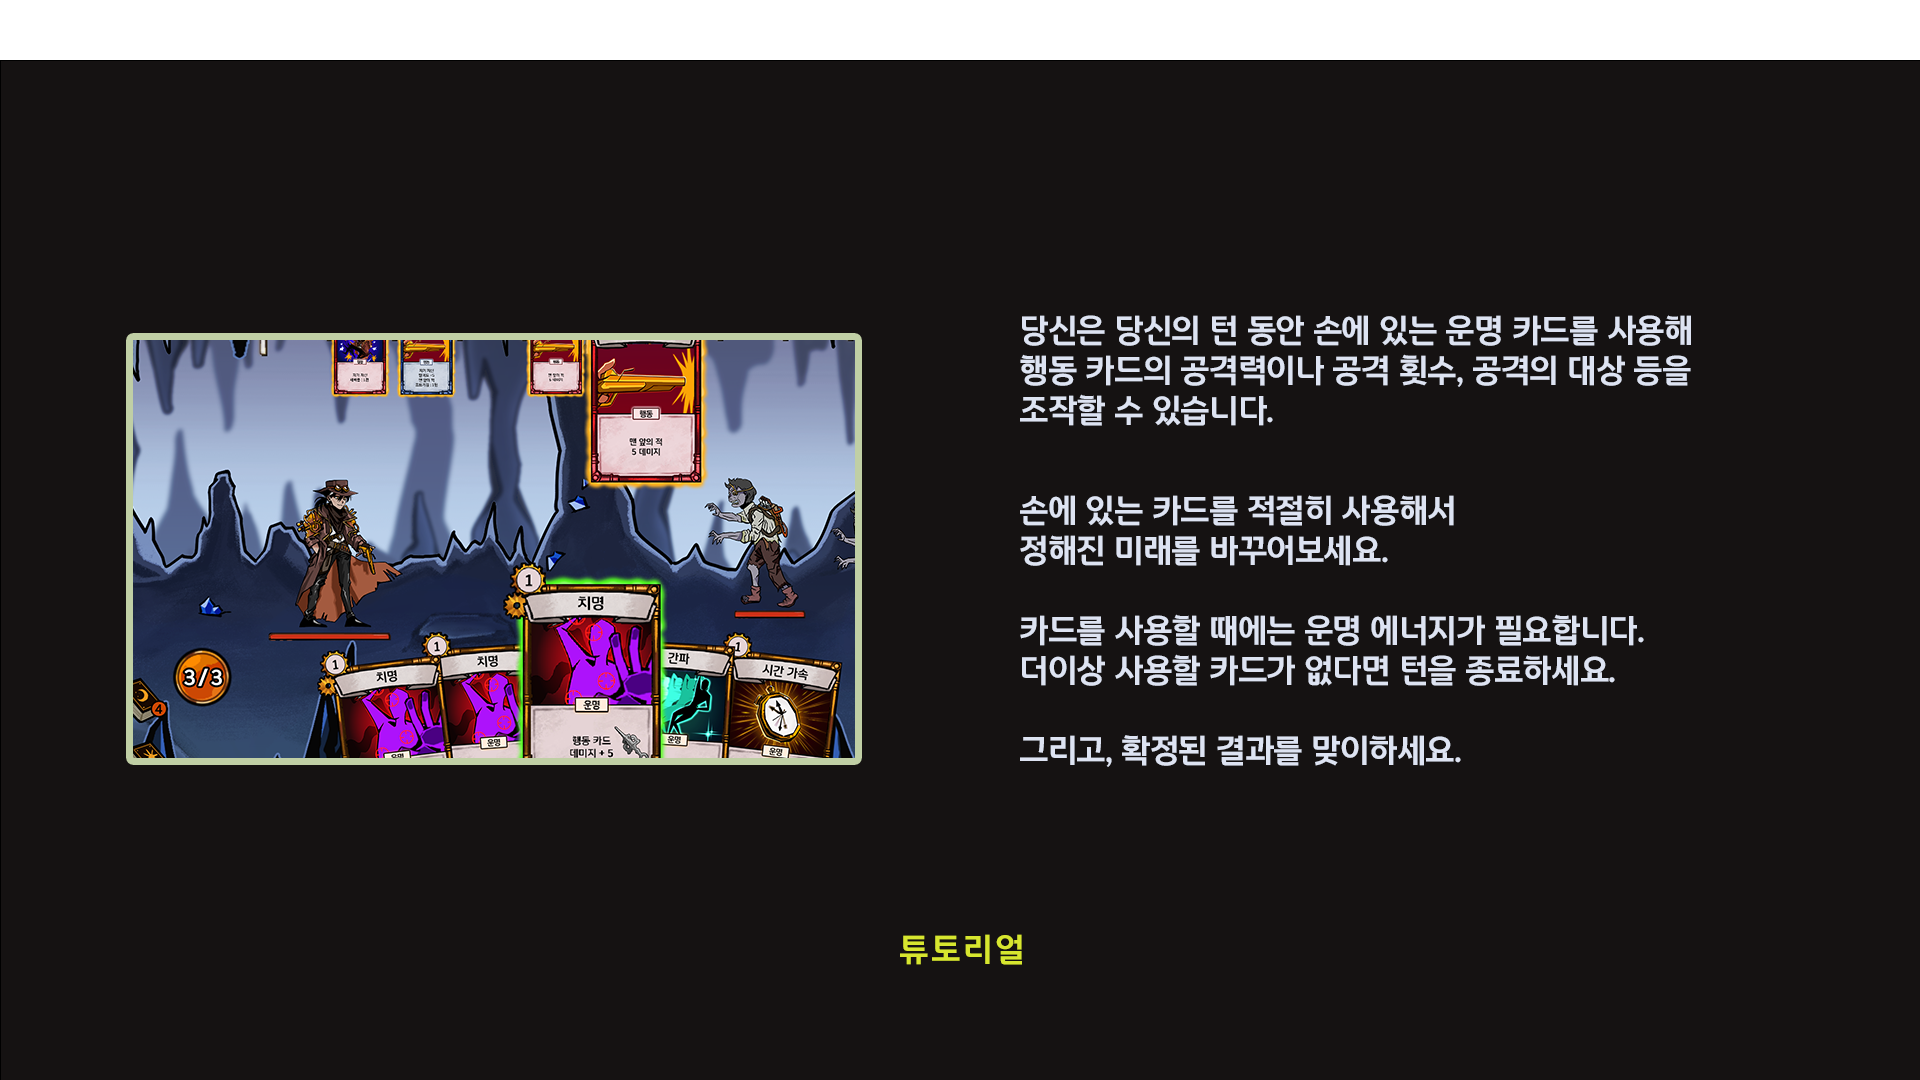 행동
맨 앞의 적
5 데미지
1
치명
운명
행동 카드
데미지 + 5
3/3
4
1
치명
운명
1
치명
운명
간파
운명
1
시간 가속
운명
당신은 당신의 턴 동안 손에 있는 운명 카드를 사용해
행동 카드의 공격력이나 공격 횟수, 공격의 대상 등을
조작할 수 있습니다.
손에 있는 카드를 적절히 사용해서
정해진 미래를 바꾸어보세요.
카드를 사용할 때에는 운명 에너지가 필요합니다.
더이상 사용할 카드가 없다면 턴을 종료하세요.
그리고, 확정된 결과를 맞이하세요.
튜토리얼